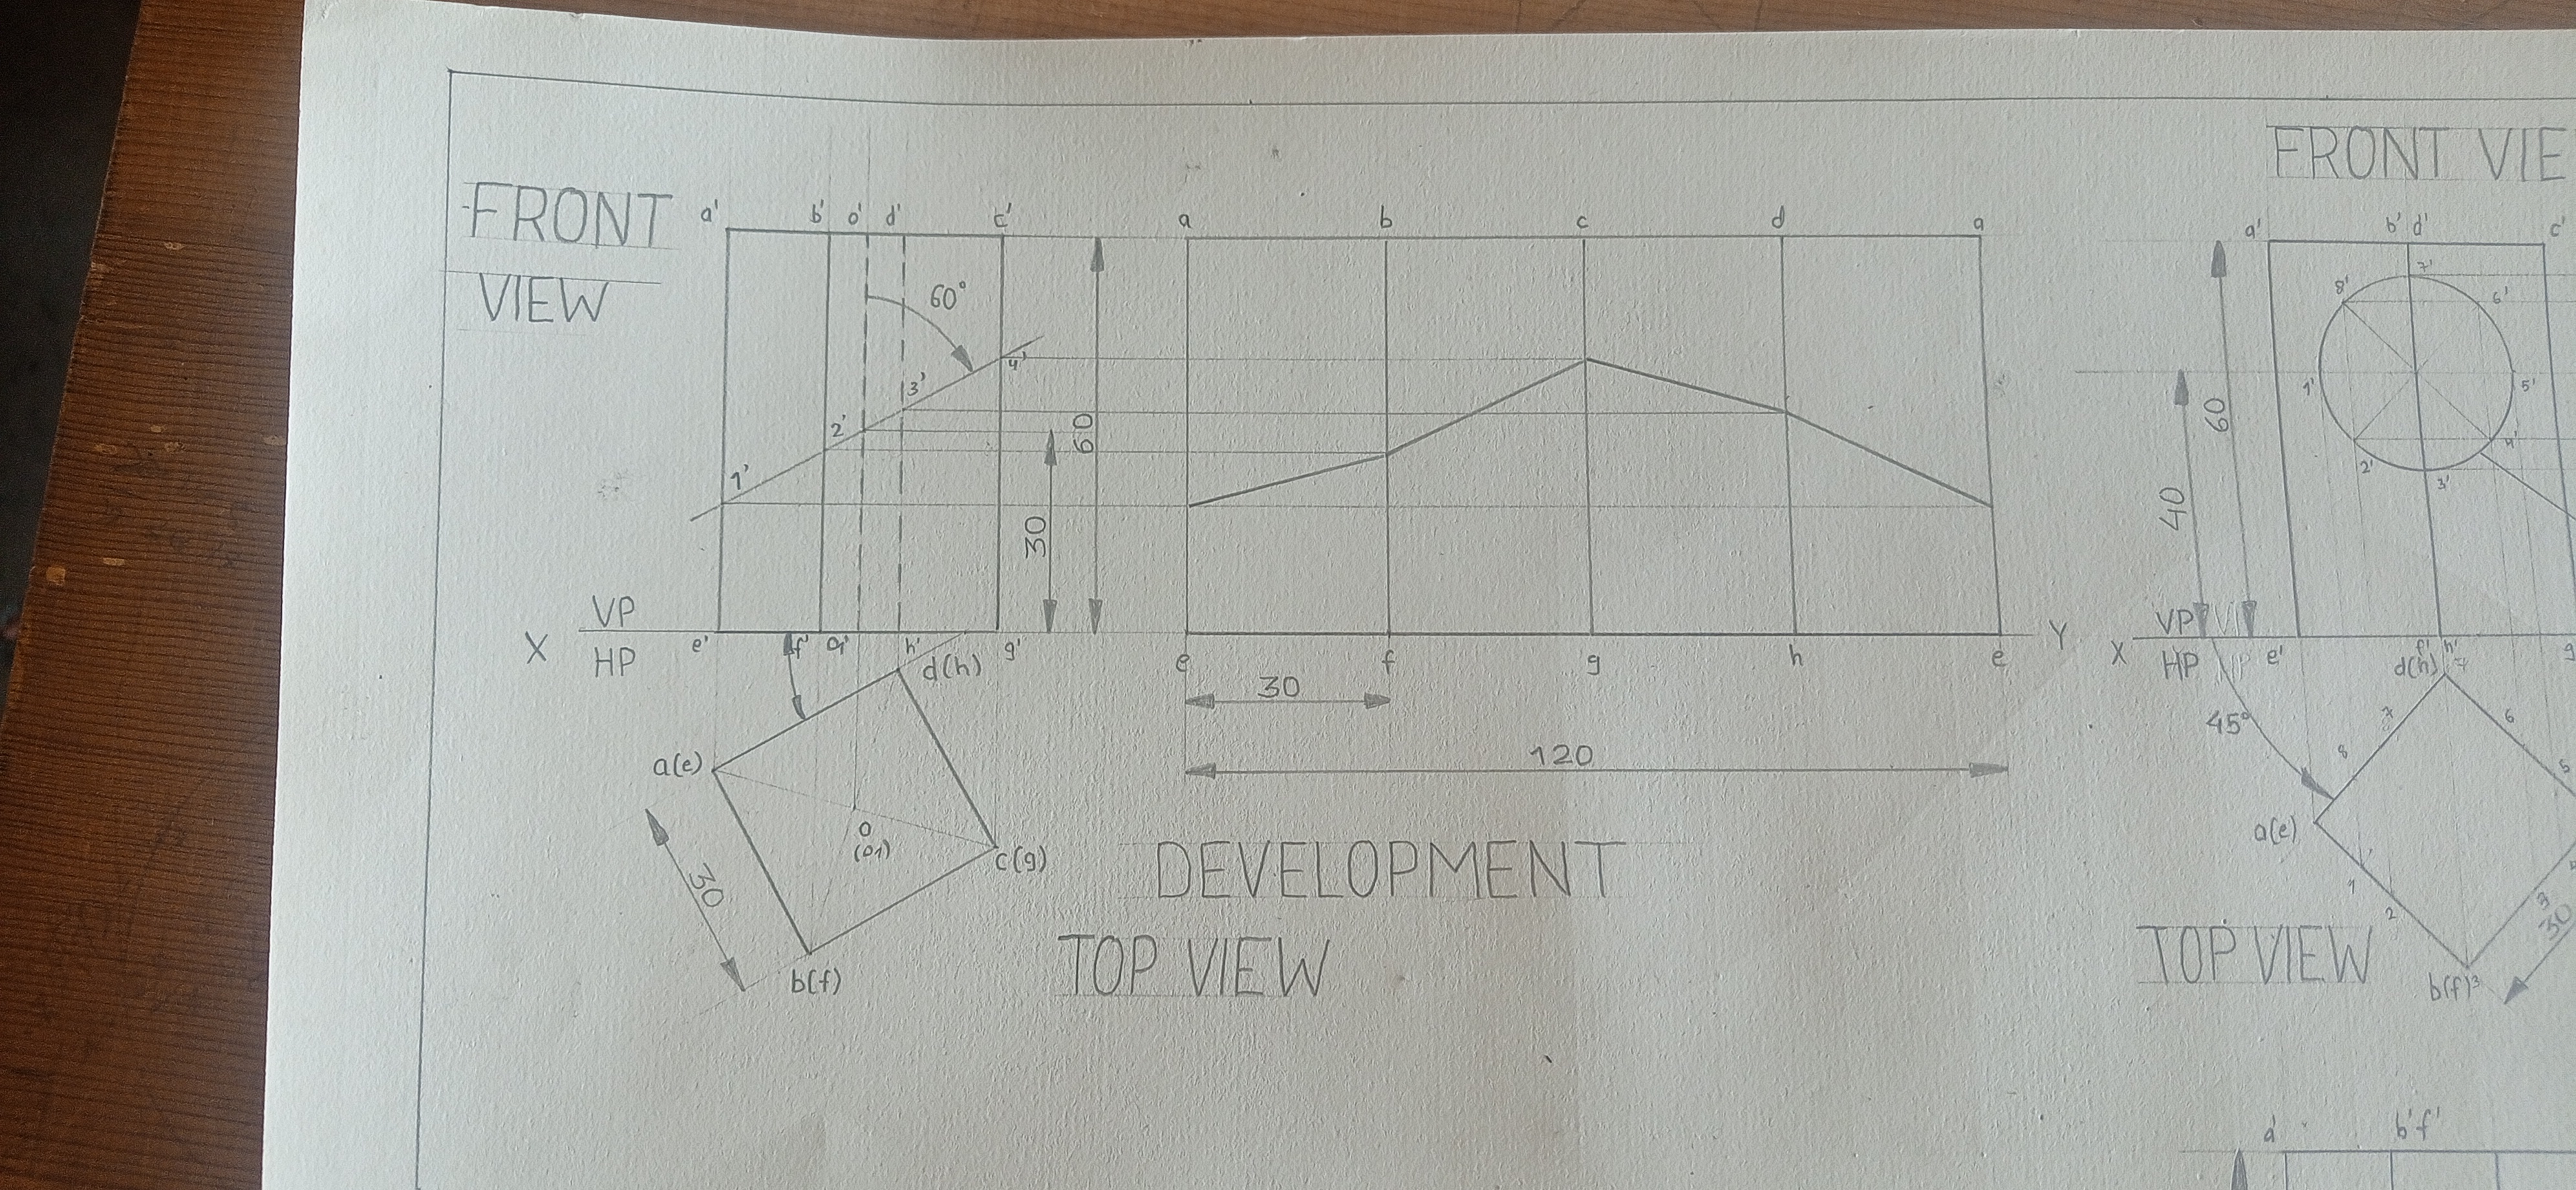 FRONT
VIEW
a' b' o' d' c'
60°
1' 2' 3' 4'
30
60
VP
X
HP
e' f' o1' h' g'
d(h)
a(e)
o
(o1)
c(g)
b(f)
30
a b c d a
e f g h e
Y
30
120
DEVELOPMENT
TOP VIEW
FRONT VIE
a' b' d' c'
7'
8' 6'
1' 5'
2' 4'
3'
60
40
VP
X
HP
e' f' h' g
d(h) 7
45°
7 6
8 5
a(e)
1
2
3
30
TOP VIEW
b(f) 3
a' b' f'